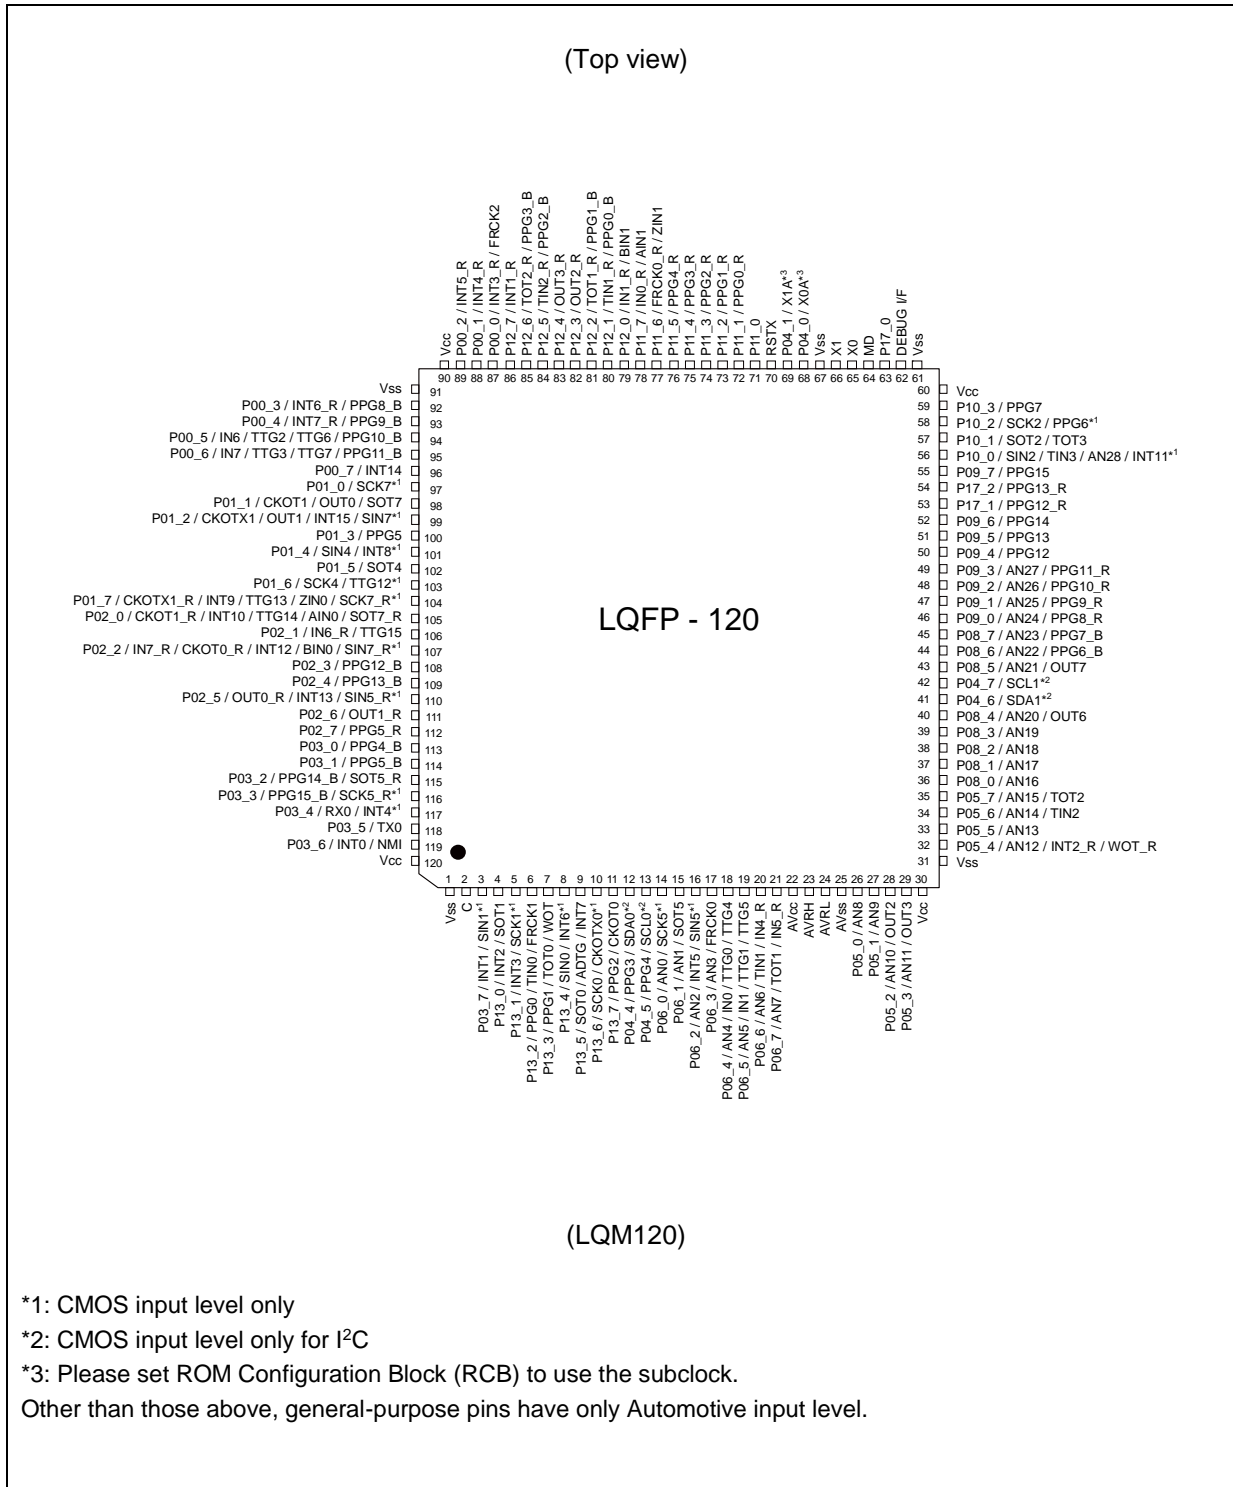 (Top view)
Vcc
P00_2 / INT5_R
P00_1 / INT4_R
P00_0 / INT3_R / FRCK2
P12_7 / INT1_R
P12_6 / TOT2_R / PPG3_B
P12_5 / TIN2_R / PPG2_B
P12_4 / OUT3_R
P12_3 / OUT2_R
P12_2 / TOT1_R / PPG1_B
P12_1 / TIN1_R / PPG0_B
P12_0 / IN1_R / BIN1
P11_7 / IN0_R / AIN1
P11_6 / FRCK0_R / ZIN1
P11_5 / PPG4_R
P11_4 / PPG3_R
P11_3 / PPG2_R
P11_2 / PPG1_R
P11_1 / PPG0_R
P11_0
RSTX
P04_1 / X1A*3
P04_0 / X0A*3
Vss
X1
X0
MD
P17_0
DEBUG I/F
Vss
90 89 88 87 86 85 84 83 82 81 80 79 78 77 76 75 74 73 72 71 70 69 68 67 66 65 64 63 62 61
Vss 91
P00_3 / INT6_R / PPG8_B 92
P00_4 / INT7_R / PPG9_B 93
P00_5 / IN6 / TTG2 / TTG6 / PPG10_B 94
P00_6 / IN7 / TTG3 / TTG7 / PPG11_B 95
P00_7 / INT14 96
P01_0 / SCK7*1 97
P01_1 / CKOT1 / OUT0 / SOT7 98
P01_2 / CKOTX1 / OUT1 / INT15 / SIN7*1 99
P01_3 / PPG5 100
P01_4 / SIN4 / INT8*1 101
P01_5 / SOT4 102
P01_6 / SCK4 / TTG12*1 103
P01_7 / CKOTX1_R / INT9 / TTG13 / ZIN0 / SCK7_R*1 104
P02_0 / CKOT1_R / INT10 / TTG14 / AIN0 / SOT7_R 105
P02_1 / IN6_R / TTG15 106
P02_2 / IN7_R / CKOT0_R / INT12 / BIN0 / SIN7_R*1 107
P02_3 / PPG12_B 108
P02_4 / PPG13_B 109
P02_5 / OUT0_R / INT13 / SIN5_R*1 110
P02_6 / OUT1_R 111
P02_7 / PPG5_R 112
P03_0 / PPG4_B 113
P03_1 / PPG5_B 114
P03_2 / PPG14_B / SOT5_R 115
P03_3 / PPG15_B / SCK5_R*1 116
P03_4 / RX0 / INT4*1 117
P03_5 / TX0 118
P03_6 / INT0 / NMI 119
Vcc 120
LQFP - 120
60 Vcc
59 P10_3 / PPG7
58 P10_2 / SCK2 / PPG6*1
57 P10_1 / SOT2 / TOT3
56 P10_0 / SIN2 / TIN3 / AN28 / INT11*1
55 P09_7 / PPG15
54 P17_2 / PPG13_R
53 P17_1 / PPG12_R
52 P09_6 / PPG14
51 P09_5 / PPG13
50 P09_4 / PPG12
49 P09_3 / AN27 / PPG11_R
48 P09_2 / AN26 / PPG10_R
47 P09_1 / AN25 / PPG9_R
46 P09_0 / AN24 / PPG8_R
45 P08_7 / AN23 / PPG7_B
44 P08_6 / AN22 / PPG6_B
43 P08_5 / AN21 / OUT7
42 P04_7 / SCL1*2
41 P04_6 / SDA1*2
40 P08_4 / AN20 / OUT6
39 P08_3 / AN19
38 P08_2 / AN18
37 P08_1 / AN17
36 P08_0 / AN16
35 P05_7 / AN15 / TOT2
34 P05_6 / AN14 / TIN2
33 P05_5 / AN13
32 P05_4 / AN12 / INT2_R / WOT_R
31 Vss
1 2 3 4 5 6 7 8 9 10 11 12 13 14 15 16 17 18 19 20 21 22 23 24 25 26 27 28 29 30
Vss
C
P03_7 / INT1 / SIN1*1
P13_0 / INT2 / SOT1
P13_1 / INT3 / SCK1*1
P13_2 / PPG0 / TIN0 / FRCK1
P13_3 / PPG1 / TOT0 / WOT
P13_4 / SIN0 / INT6*1
P13_5 / SOT0 / ADTG / INT7
P13_6 / SCK0 / CKOTX0*1
P13_7 / PPG2 / CKOT0
P04_4 / PPG3 / SDA0*2
P04_5 / PPG4 / SCL0*2
P06_0 / AN0 / SCK5*1
P06_1 / AN1 / SOT5
P06_2 / AN2 / INT5 / SIN5*1
P06_3 / AN3 / FRCK0
P06_4 / AN4 / IN0 / TTG0 / TTG4
P06_5 / AN5 / IN1 / TTG1 / TTG5
P06_6 / AN6 / TIN1 / IN4_R
P06_7 / AN7 / TOT1 / IN5_R
AVcc
AVRH
AVRL
AVss
P05_0 / AN8
P05_1 / AN9
P05_2 / AN10 / OUT2
P05_3 / AN11 / OUT3
Vcc
(LQM120)
*1: CMOS input level only
*2: CMOS input level only for I²C
*3: Please set ROM Configuration Block (RCB) to use the subclock.
Other than those above, general-purpose pins have only Automotive input level.